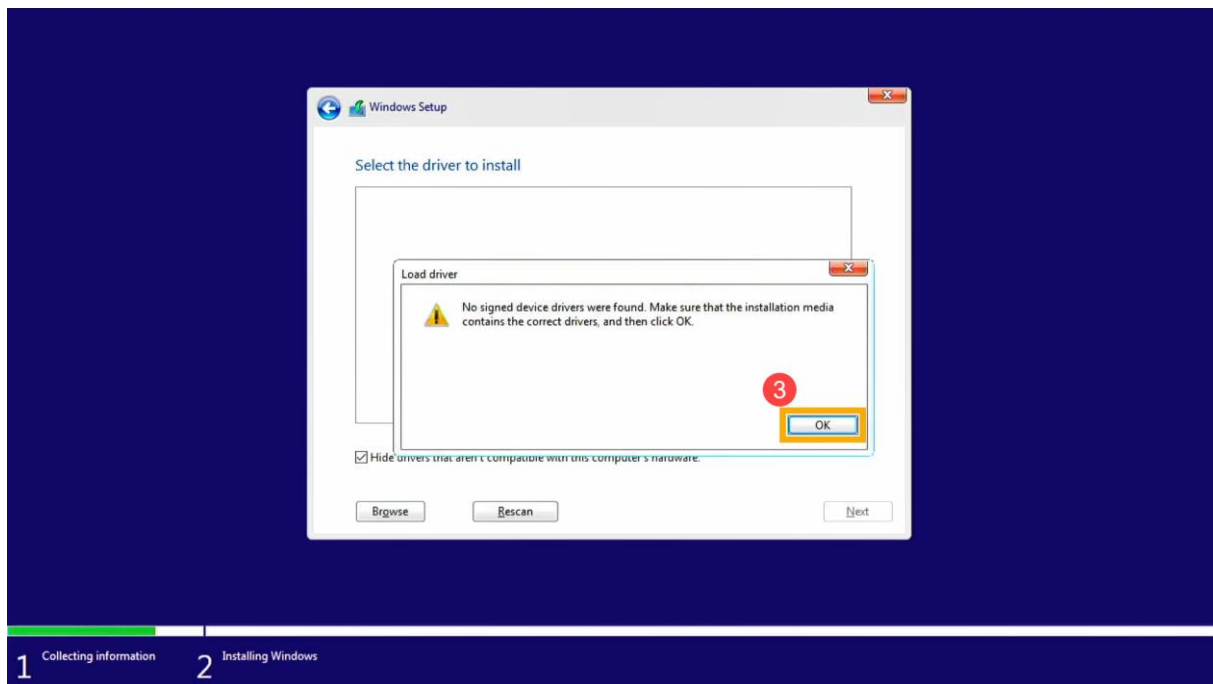 Windows Setup
Select the driver to install
Load driver
No signed device drivers were found. Make sure that the installation media
contains the correct drivers, and then click OK.
3
OK
Hide drivers that aren't compatible with this computer's hardware.
Browse
Rescan
Next
1 Collecting information
2 Installing Windows